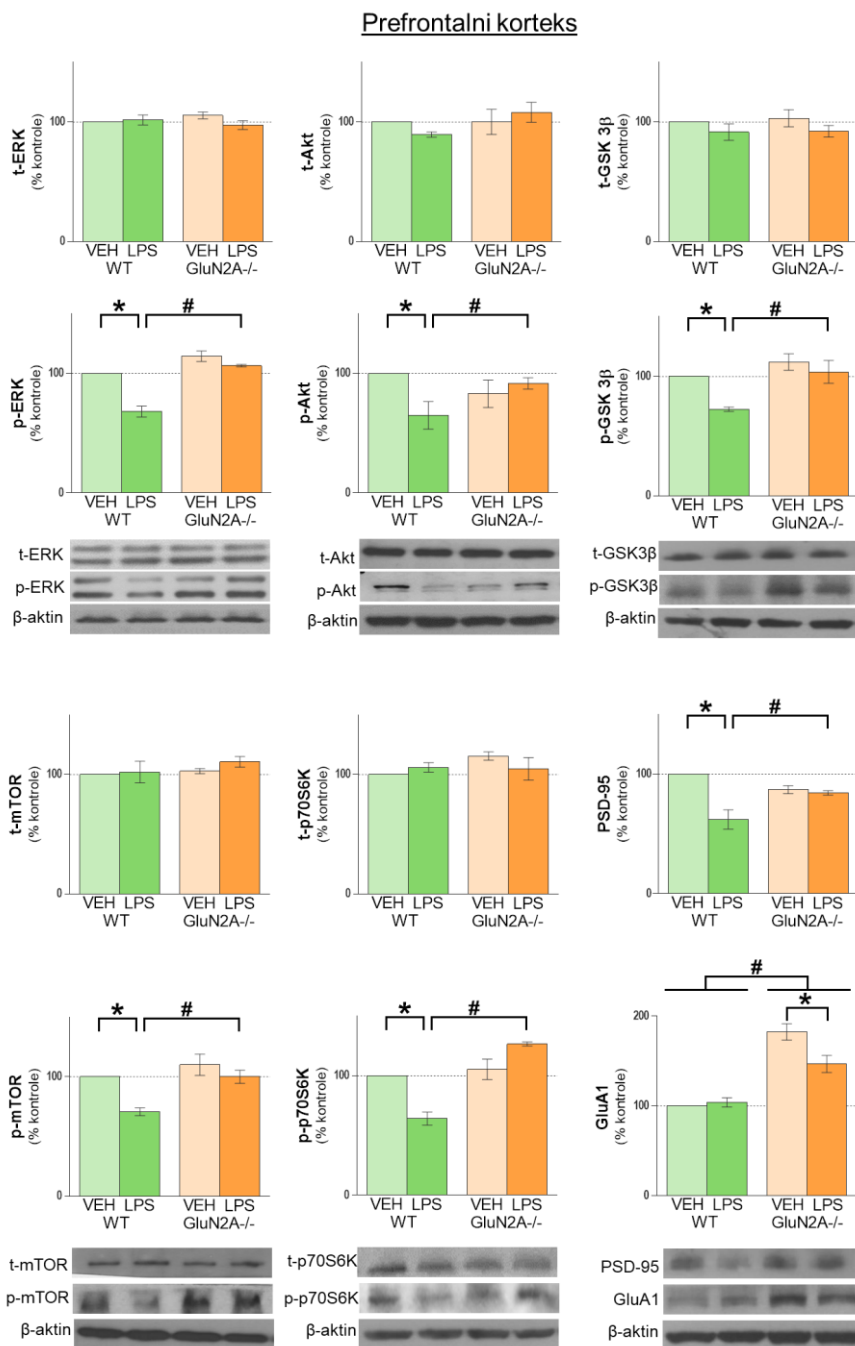 Prefrontalni korteks
t-ERK
(% kontrole)
100
0
VEH LPS VEH LPS
WT GluN2A-/-
t-Akt
(% kontrole)
100
0
VEH LPS VEH LPS
WT GluN2A-/-
t-GSK 3β
(% kontrole)
100
0
VEH LPS VEH LPS
WT GluN2A-/-
* #
p-ERK
(% kontrole)
100
0
VEH LPS VEH LPS
WT GluN2A-/-
* #
p-Akt
(% kontrole)
100
0
VEH LPS VEH LPS
WT GluN2A-/-
* #
p-GSK 3β
(% kontrole)
100
0
VEH LPS VEH LPS
WT GluN2A-/-
t-ERK
p-ERK
β-aktin
t-Akt
p-Akt
β-aktin
t-GSK3β
p-GSK3β
β-aktin
t-mTOR
(% kontrole)
100
0
VEH LPS VEH LPS
WT GluN2A-/-
t-p70S6K
(% kontrole)
100
0
VEH LPS VEH LPS
WT GluN2A-/-
* #
PSD-95
(% kontrole)
100
0
VEH LPS VEH LPS
WT GluN2A-/-
* #
p-mTOR
(% kontrole)
100
0
VEH LPS VEH LPS
WT GluN2A-/-
* #
p-p70S6K
(% kontrole)
100
0
VEH LPS VEH LPS
WT GluN2A-/-
#
*
GluA1
(% kontrole)
200
100
0
VEH LPS VEH LPS
WT GluN2A-/-
t-mTOR
p-mTOR
β-aktin
t-p70S6K
p-p70S6K
β-aktin
PSD-95
GluA1
β-aktin